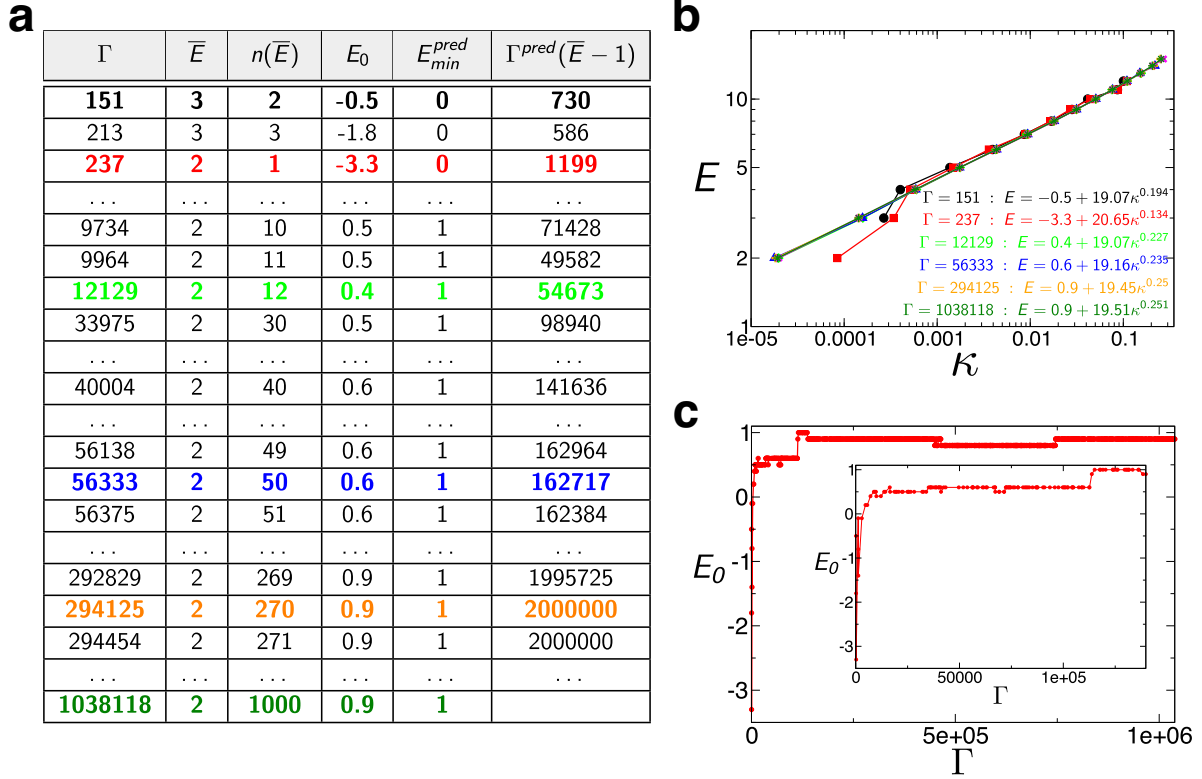 a
Γ E̅ n(E̅) E₀ E_min^pred Γ^pred(E̅ − 1)
151 3 2 -0.5 0 730
213 3 3 -1.8 0 586
237 2 1 -3.3 0 1199
... ... ... ... ... ...
9734 2 10 0.5 1 71428
9964 2 11 0.5 1 49582
12129 2 12 0.4 1 54673
33975 2 30 0.5 1 98940
... ... ... ... ... ...
40004 2 40 0.6 1 141636
... ... ... ... ... ...
56138 2 49 0.6 1 162964
56333 2 50 0.6 1 162717
56375 2 51 0.6 1 162384
... ... ... ... ... ...
292829 2 269 0.9 1 1995725
294125 2 270 0.9 1 2000000
294454 2 271 0.9 1 2000000
... ... ... ... ... ...
1038118 2 1000 0.9 1
b
10
5
2
1
E
Γ = 151 : E = −0.5 + 19.07κ^0.194
Γ = 237 : E = −3.3 + 20.65κ^0.134
Γ = 12129 : E = 0.4 + 19.07κ^0.227
Γ = 56333 : E = 0.6 + 19.16κ^0.235
Γ = 294125 : E = 0.9 + 19.45κ^0.25
Γ = 1038118 : E = 0.9 + 19.51κ^0.251
1e-05 0.0001 0.001 0.01 0.1
κ
c
1
0
-1
-2
-3
E₀
1
0
-1
-2
-3
E₀
50000 1e+05
Γ
0 5e+05 1e+06
Γ